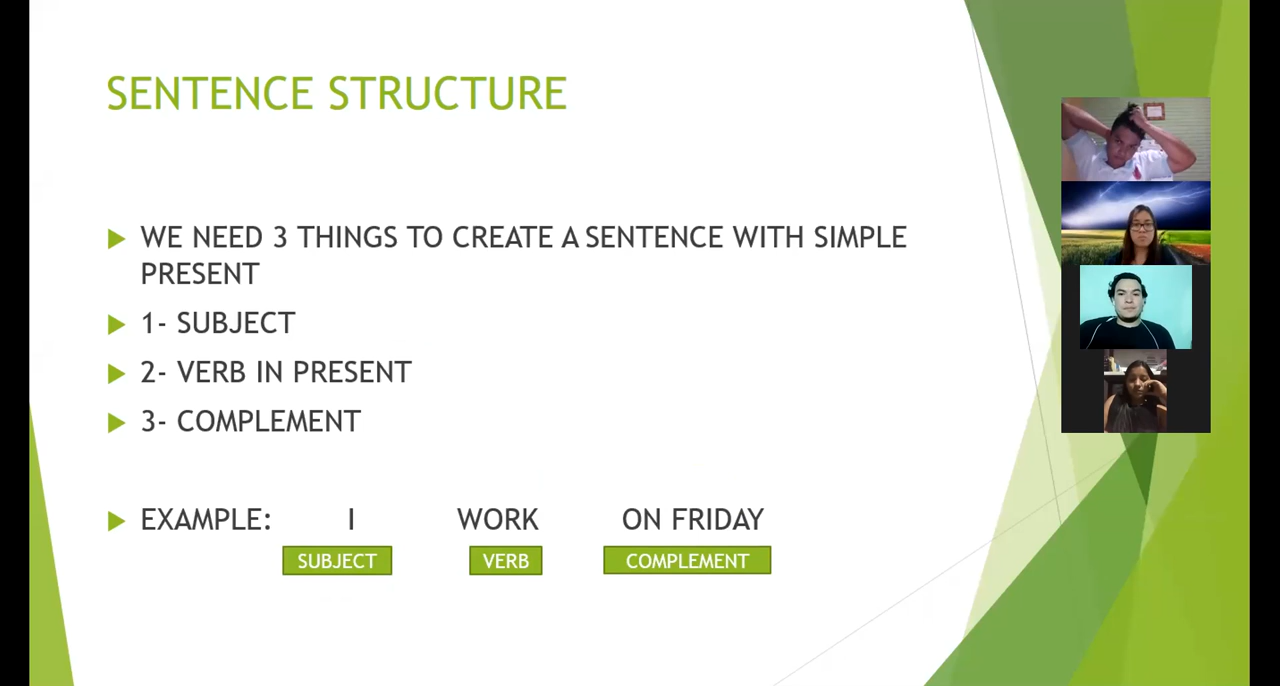 SENTENCE STRUCTURE
WE NEED 3 THINGS TO CREATE A SENTENCE WITH SIMPLE
PRESENT
1- SUBJECT
2- VERB IN PRESENT
3- COMPLEMENT
EXAMPLE: I WORK ON FRIDAY
SUBJECT VERB COMPLEMENT